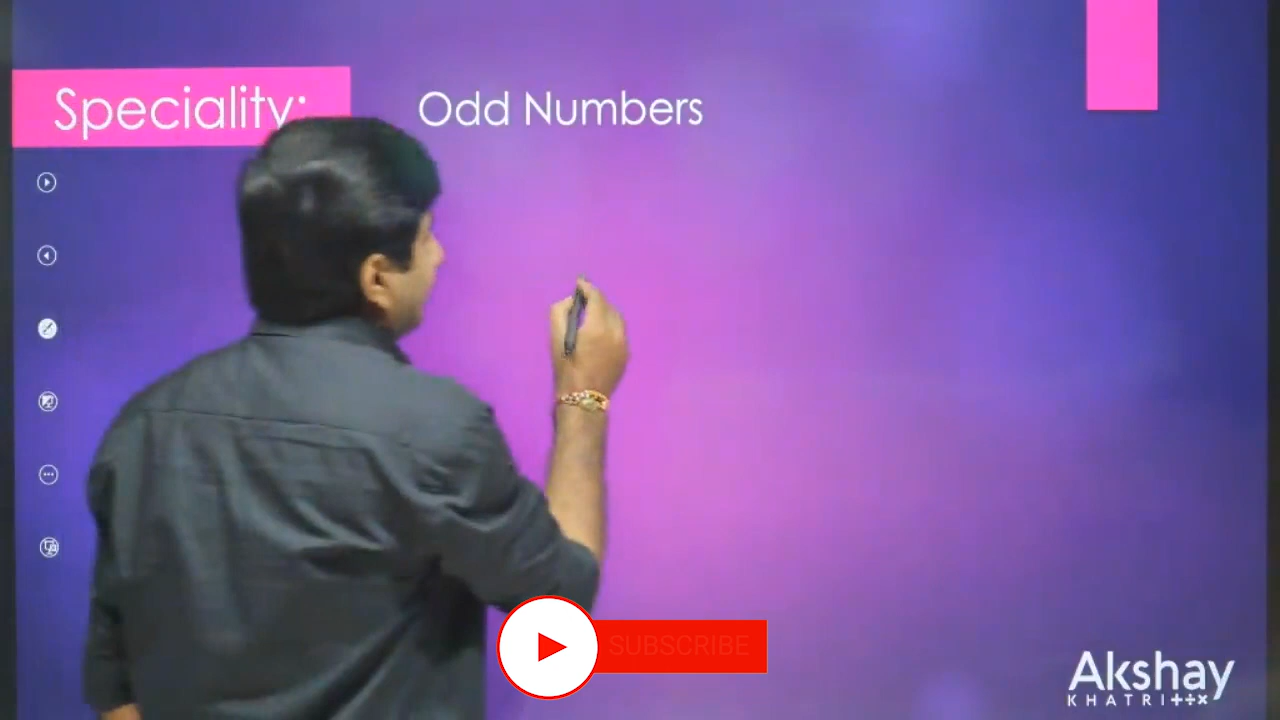 Speciality:
Odd Numbers
SUBSCRIBE
Akshay
KHATRI+÷×